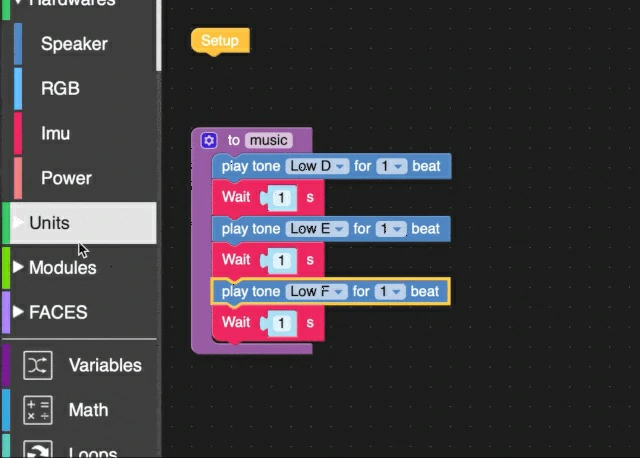 Hardwares
Speaker
RGB
Imu
Power
Units
Modules
FACES
Variables
Math
Loops
Setup
to music
play tone Low D for 1 beat
Wait 1 s
play tone Low E for 1 beat
Wait 1 s
play tone Low F for 1 beat
Wait 1 s